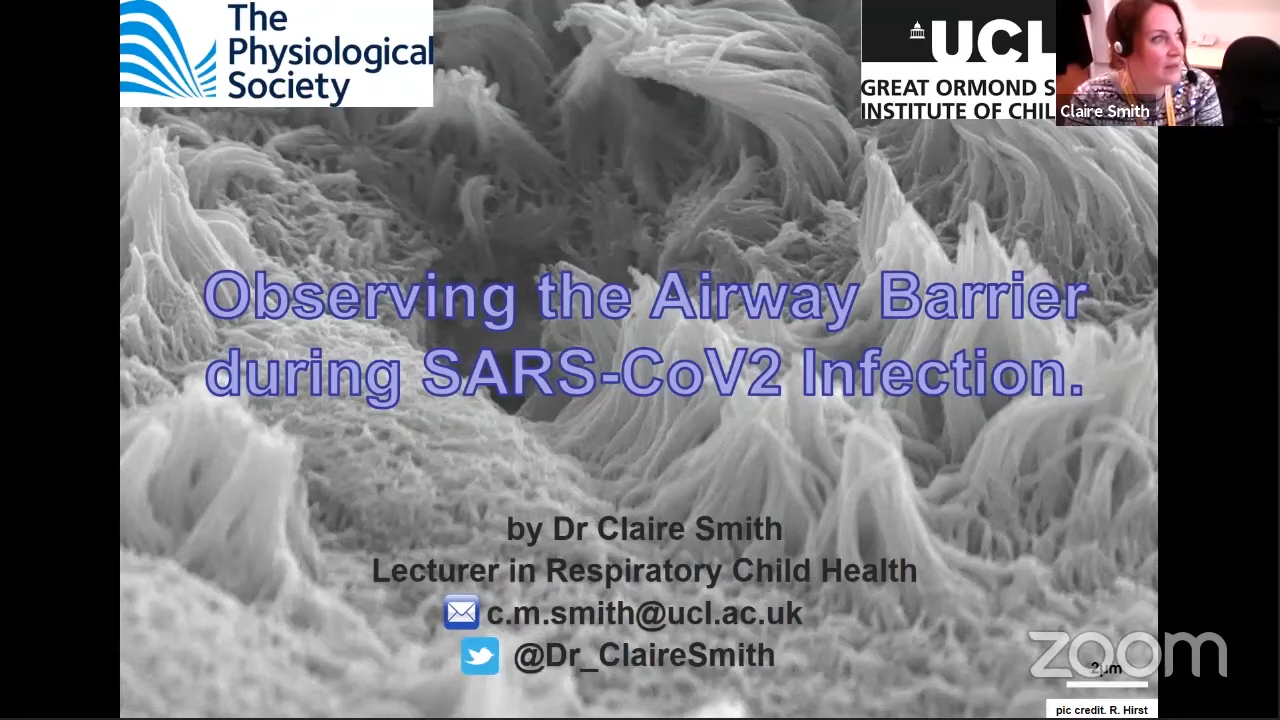 The
Physiological
Society
UCL
GREAT ORMOND S
INSTITUTE OF CHIL
Claire Smith
Observing the Airway Barrier
during SARS-CoV2 Infection.
by Dr Claire Smith
Lecturer in Respiratory Child Health
c.m.smith@ucl.ac.uk
@Dr_ClaireSmith
zoom
2µm
pic credit. R. Hirst